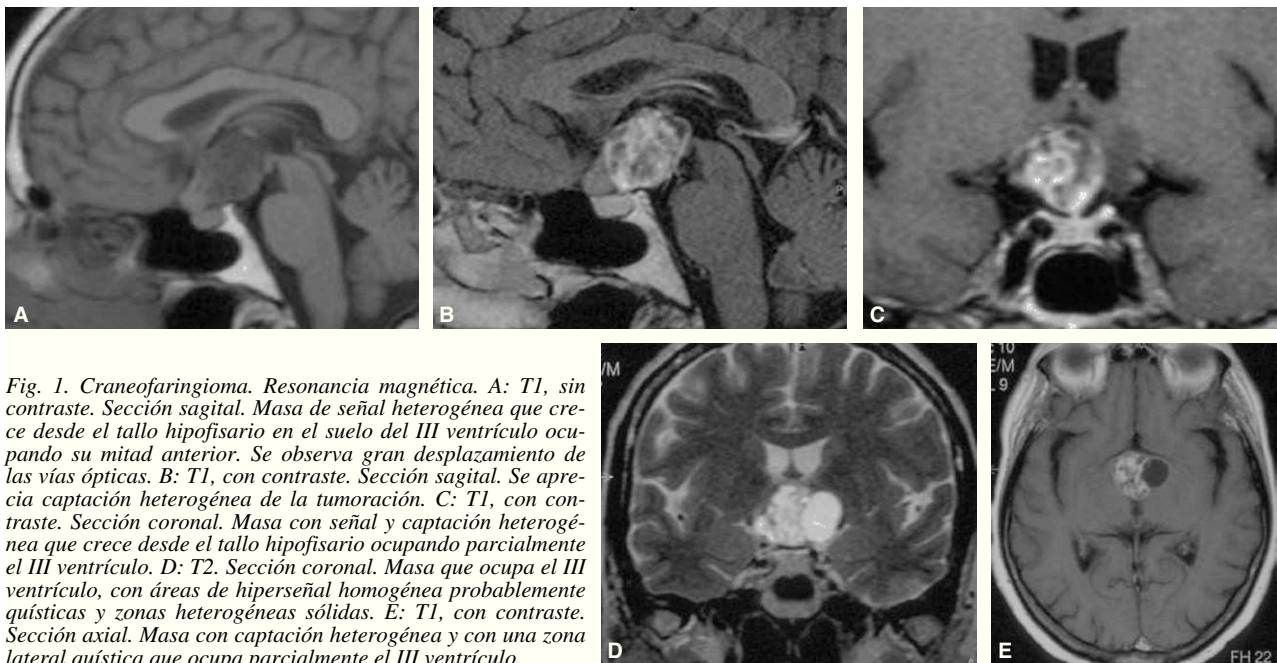 A
B
C
Fig. 1. Craneofaringioma. Resonancia magnética. A: T1, sin
contraste. Sección sagital. Masa de señal heterogénea que cre-
ce desde el tallo hipofisario en el suelo del III ventrículo ocu-
pando su mitad anterior. Se observa gran desplazamiento de
las vías ópticas. B: T1, con contraste. Sección sagital. Se apre-
cia captación heterogénea de la tumoración. C: T1, con con-
traste. Sección coronal. Masa con señal y captación heterogé-
nea que crece desde el tallo hipofisario ocupando parcialmente
el III ventrículo. D: T2. Sección coronal. Masa que ocupa el III
ventrículo, con áreas de hiperseñal homogénea probablemente
quísticas y zonas heterogéneas sólidas. E: T1, con contraste.
Sección axial. Masa con captación heterogénea y con una zona
lateral quística que ocupa parcialmente el III ventrículo.
/M
D
10
E/M
L 9
E
FH 22